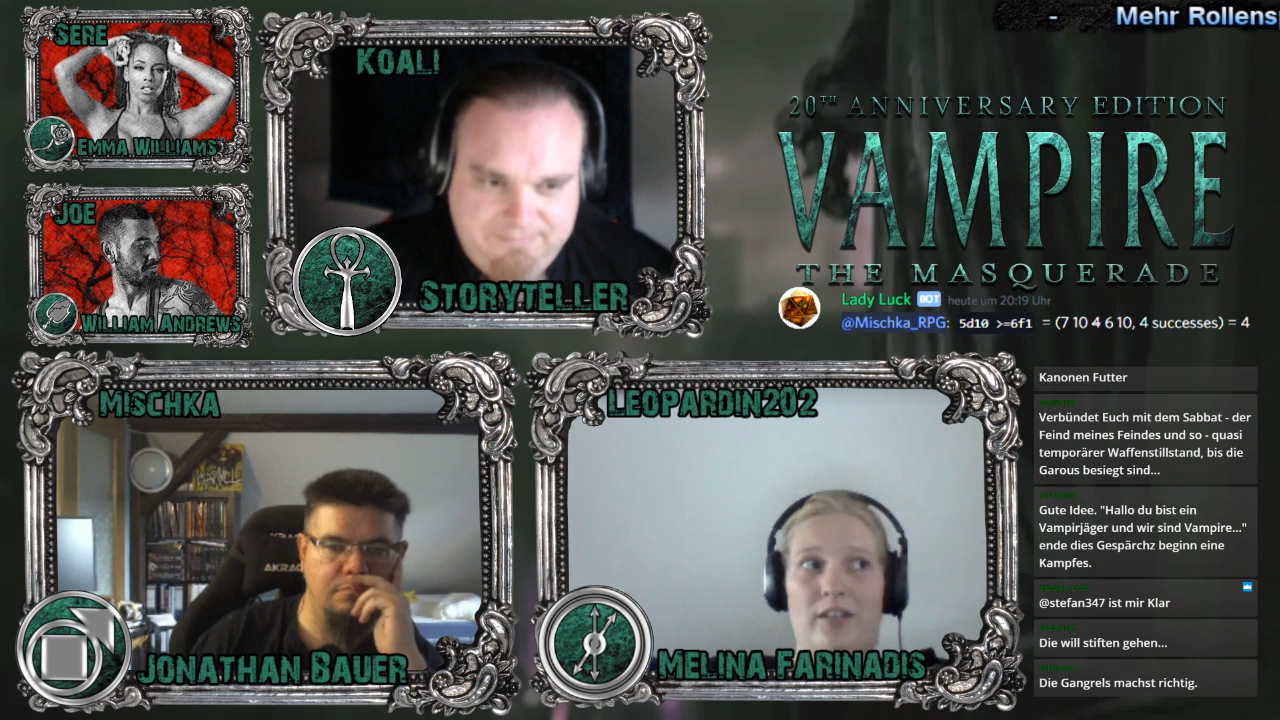 SERE
EMMA WILLIAMS
JOE
WILLIAM ANDREWS
KOALI
STORYTELLER
- Mehr Rollens
20TH ANNIVERSARY EDITION
VAMPIRE
THE MASQUERADE
Lady Luck BOT heute um 20:19 Uhr
@Mischka_RPG: 5d10 >=6f1 = (7 10 4 6 10, 4 successes) = 4
MISCHKA
AKRAC
JONATHAN BAUER
LEOPARDIN202
MELINA FARINADIS
Kanonen Futter
Verbündet Euch mit dem Sabbat - der
Feind meines Feindes und so - quasi
temporärer Waffenstillstand, bis die
Garous besiegt sind...
Gute Idee. "Hallo du bist ein
Vampirjäger und wir sind Vampire..."
ende dies Gespärchz beginn eine
Kampfes.
@stefan347 ist mir Klar
Die will stiften gehen...
Die Gangrels machst richtig.